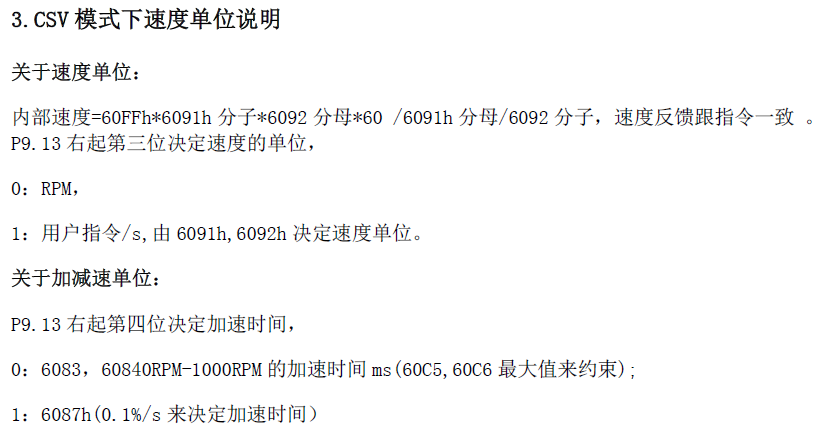 3.CSV 模式下速度单位说明
关于速度单位：
内部速度=60FFh*6091h 分子*6092 分母*60 /6091h 分母/6092 分子，速度反馈跟指令一致 。
P9.13 右起第三位决定速度的单位，
0：RPM，
1：用户指令/s,由 6091h,6092h 决定速度单位。
关于加减速单位：
P9.13 右起第四位决定加速时间，
0：6083，60840RPM-1000RPM 的加速时间 ms(60C5,60C6 最大值来约束);
1：6087h(0.1%/s 来决定加速时间）